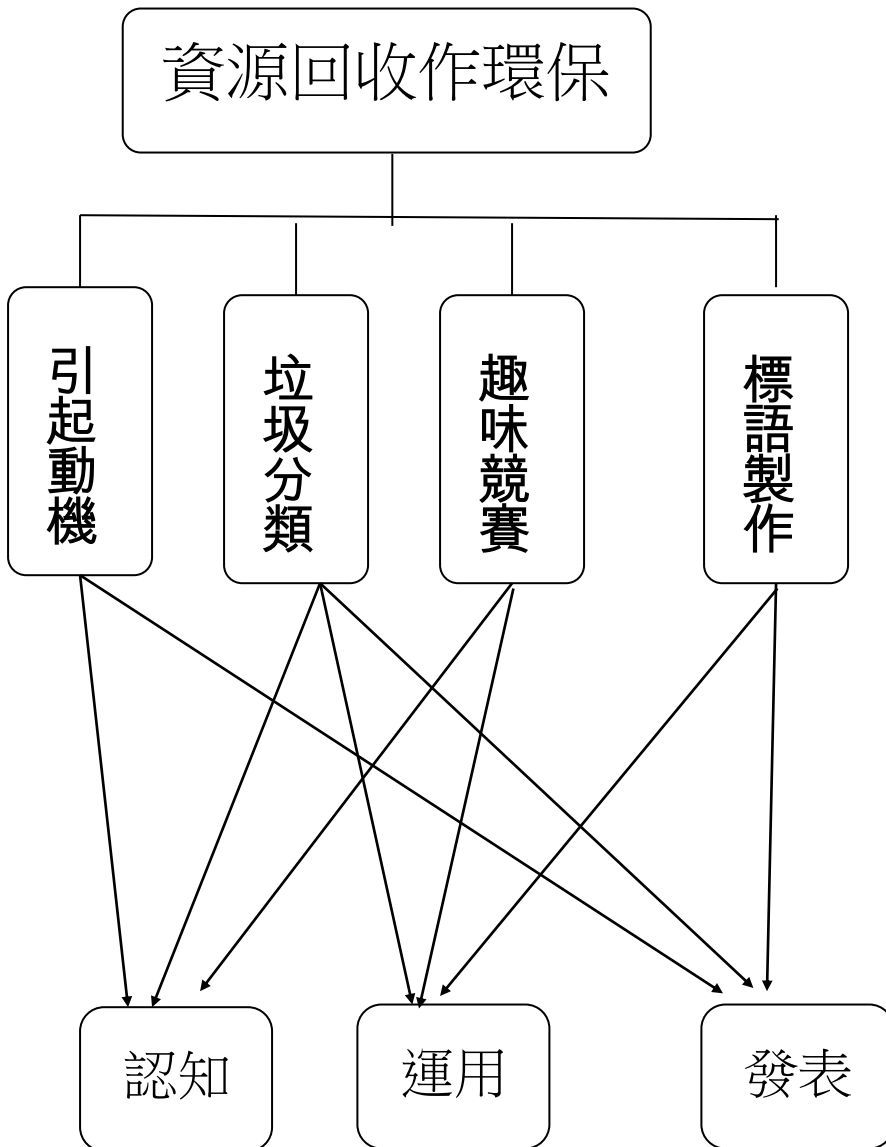 資源回收作環保
引起動機
垃圾分類
趣味競賽
標語製作
認知
運用
發表